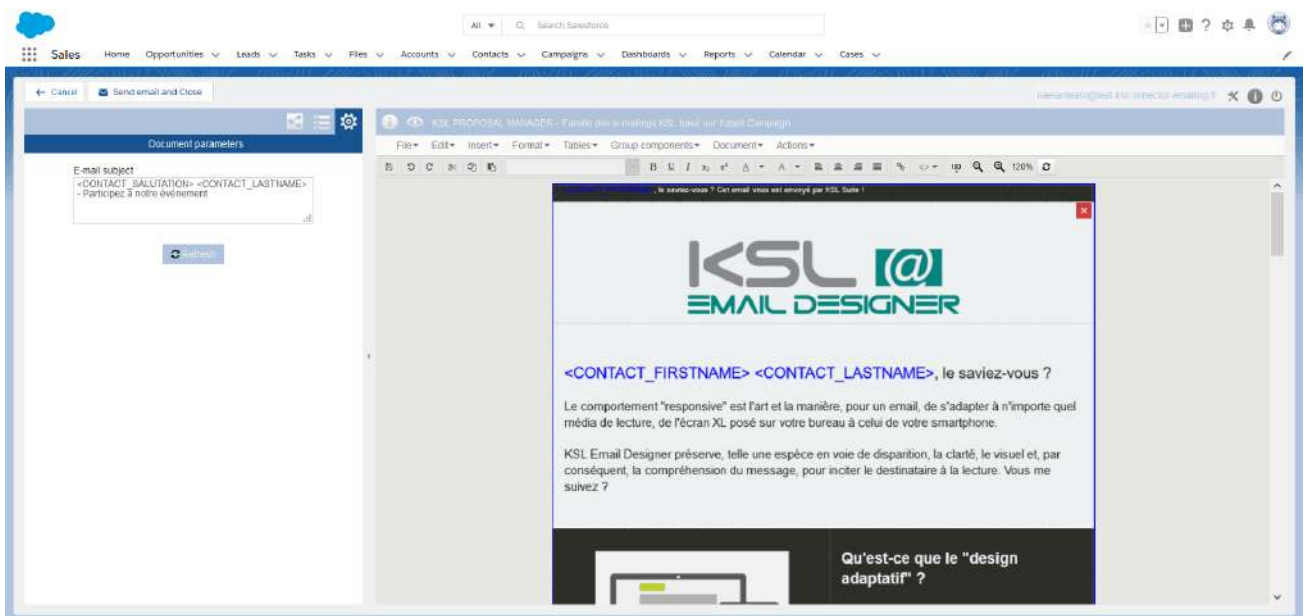 All
Search Salesforce
Sales Home Opportunities Leads Tasks Files Accounts Contacts Campaigns Dashboards Reports Calendar Cases
Cancel Send email and Close
KSL PROPOSAL MANAGER - Famille des e-mailings KSL basé sur l'objet Campaign
Document parameters
File Edit Insert Format Tables Group components Document Actions
120%
E-mail subject
<CONTACT_SALUTATION> <CONTACT_LASTNAME>
- Participez à notre événement
Refresh
, le saviez-vous ? Cet email vous est envoyé par KSL Suite !
KSL @
EMAIL DESIGNER
<CONTACT_FIRSTNAME> <CONTACT_LASTNAME>, le saviez-vous ?
Le comportement "responsive" est l'art et la manière, pour un email, de s'adapter à n'importe quel
média de lecture, de l'écran XL posé sur votre bureau à celui de votre smartphone.
KSL Email Designer préserve, telle une espèce en voie de disparition, la clarté, le visuel et, par
conséquent, la compréhension du message, pour inciter le destinataire à la lecture. Vous me
suivez ?
Qu'est-ce que le "design
adaptatif" ?